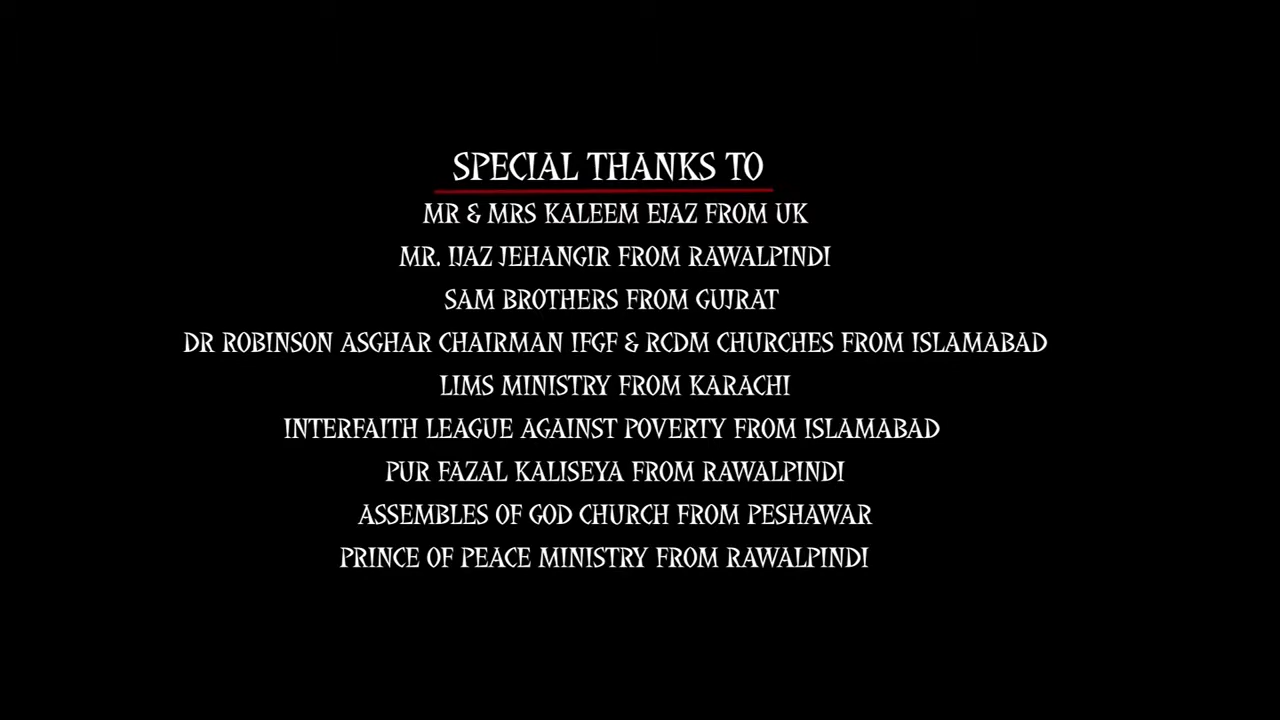 SPECIAL THANKS TO
MR & MRS KALEEM EJAZ FROM UK
MR. IJAZ JEHANGIR FROM RAWALPINDI
SAM BROTHERS FROM GUJRAT
DR ROBINSON ASGHAR CHAIRMAN IFGF & RCDM CHURCHES FROM ISLAMABAD
LIMS MINISTRY FROM KARACHI
INTERFAITH LEAGUE AGAINST POVERTY FROM ISLAMABAD
PUR FAZAL KALISEYA FROM RAWALPINDI
ASSEMBLES OF GOD CHURCH FROM PESHAWAR
PRINCE OF PEACE MINISTRY FROM RAWALPINDI